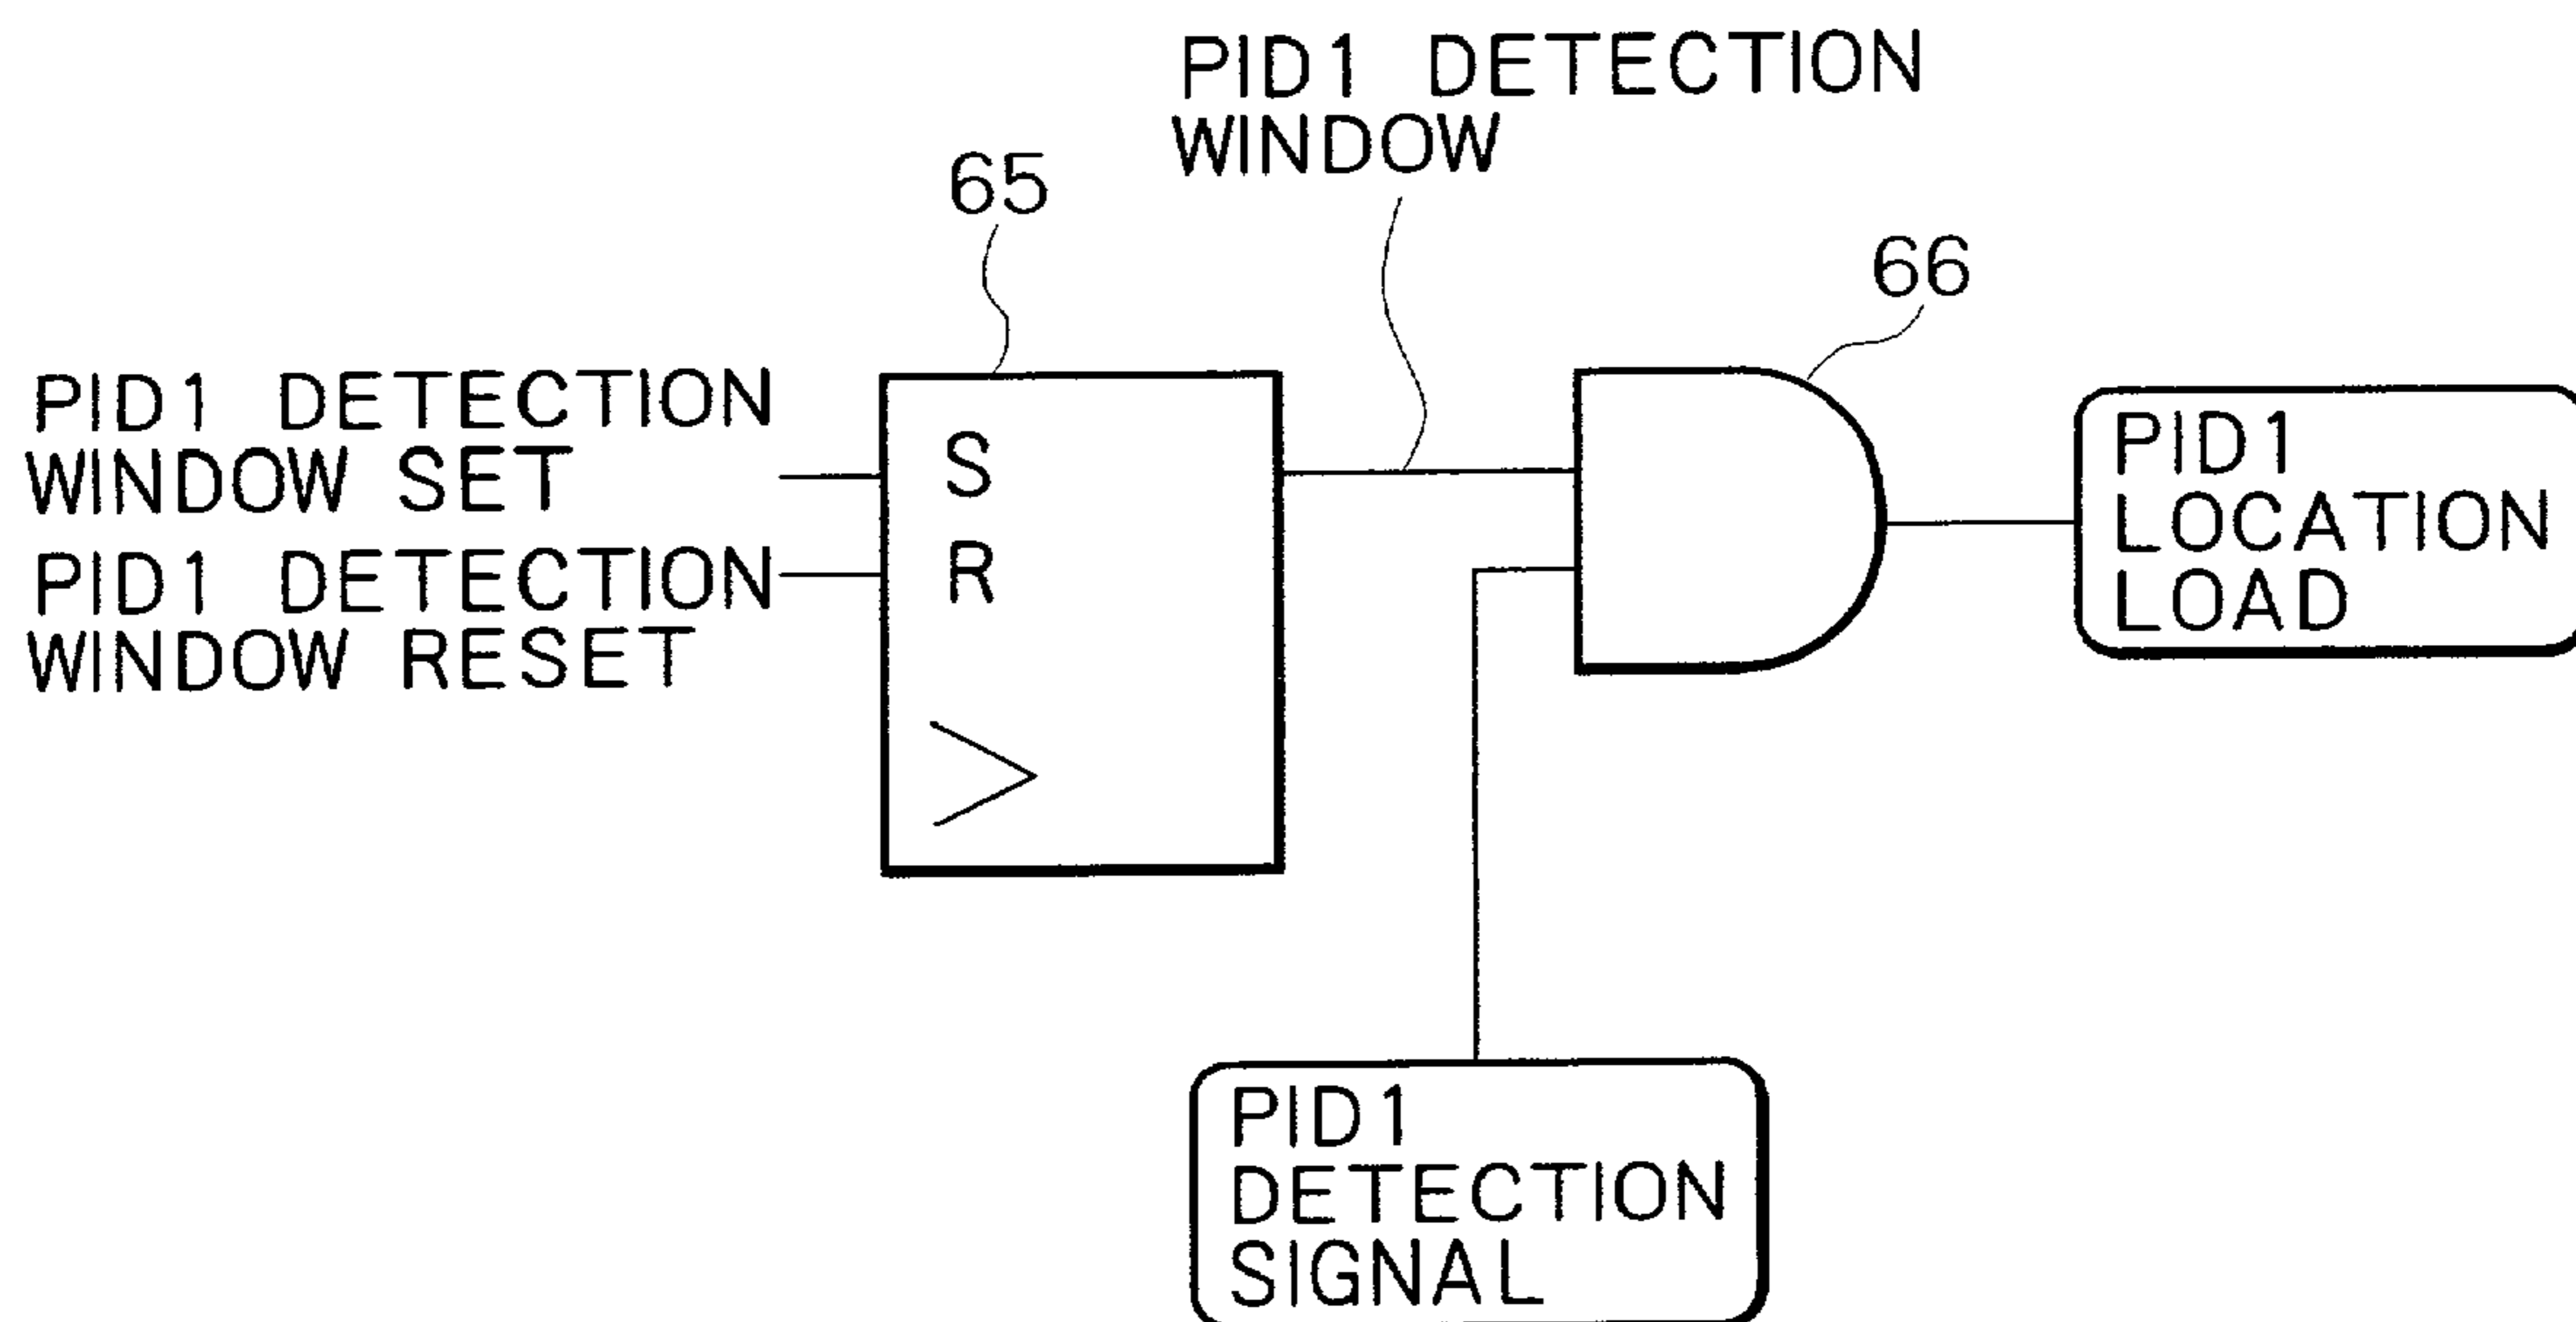 PID1 DETECTION
WINDOW
65
66
PID1 DETECTION
WINDOW SET
PID1 DETECTION
WINDOW RESET
S
R
PID1
LOCATION
LOAD
PID1
DETECTION
SIGNAL